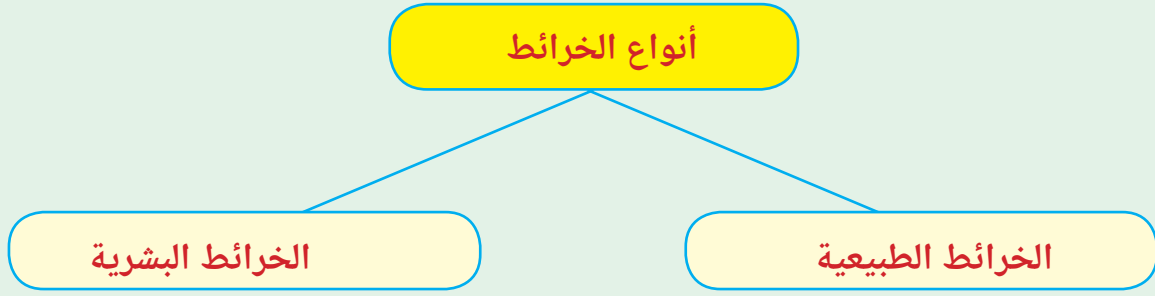 أنواع الخرائط
الخرائط الطبيعية
الخرائط البشرية